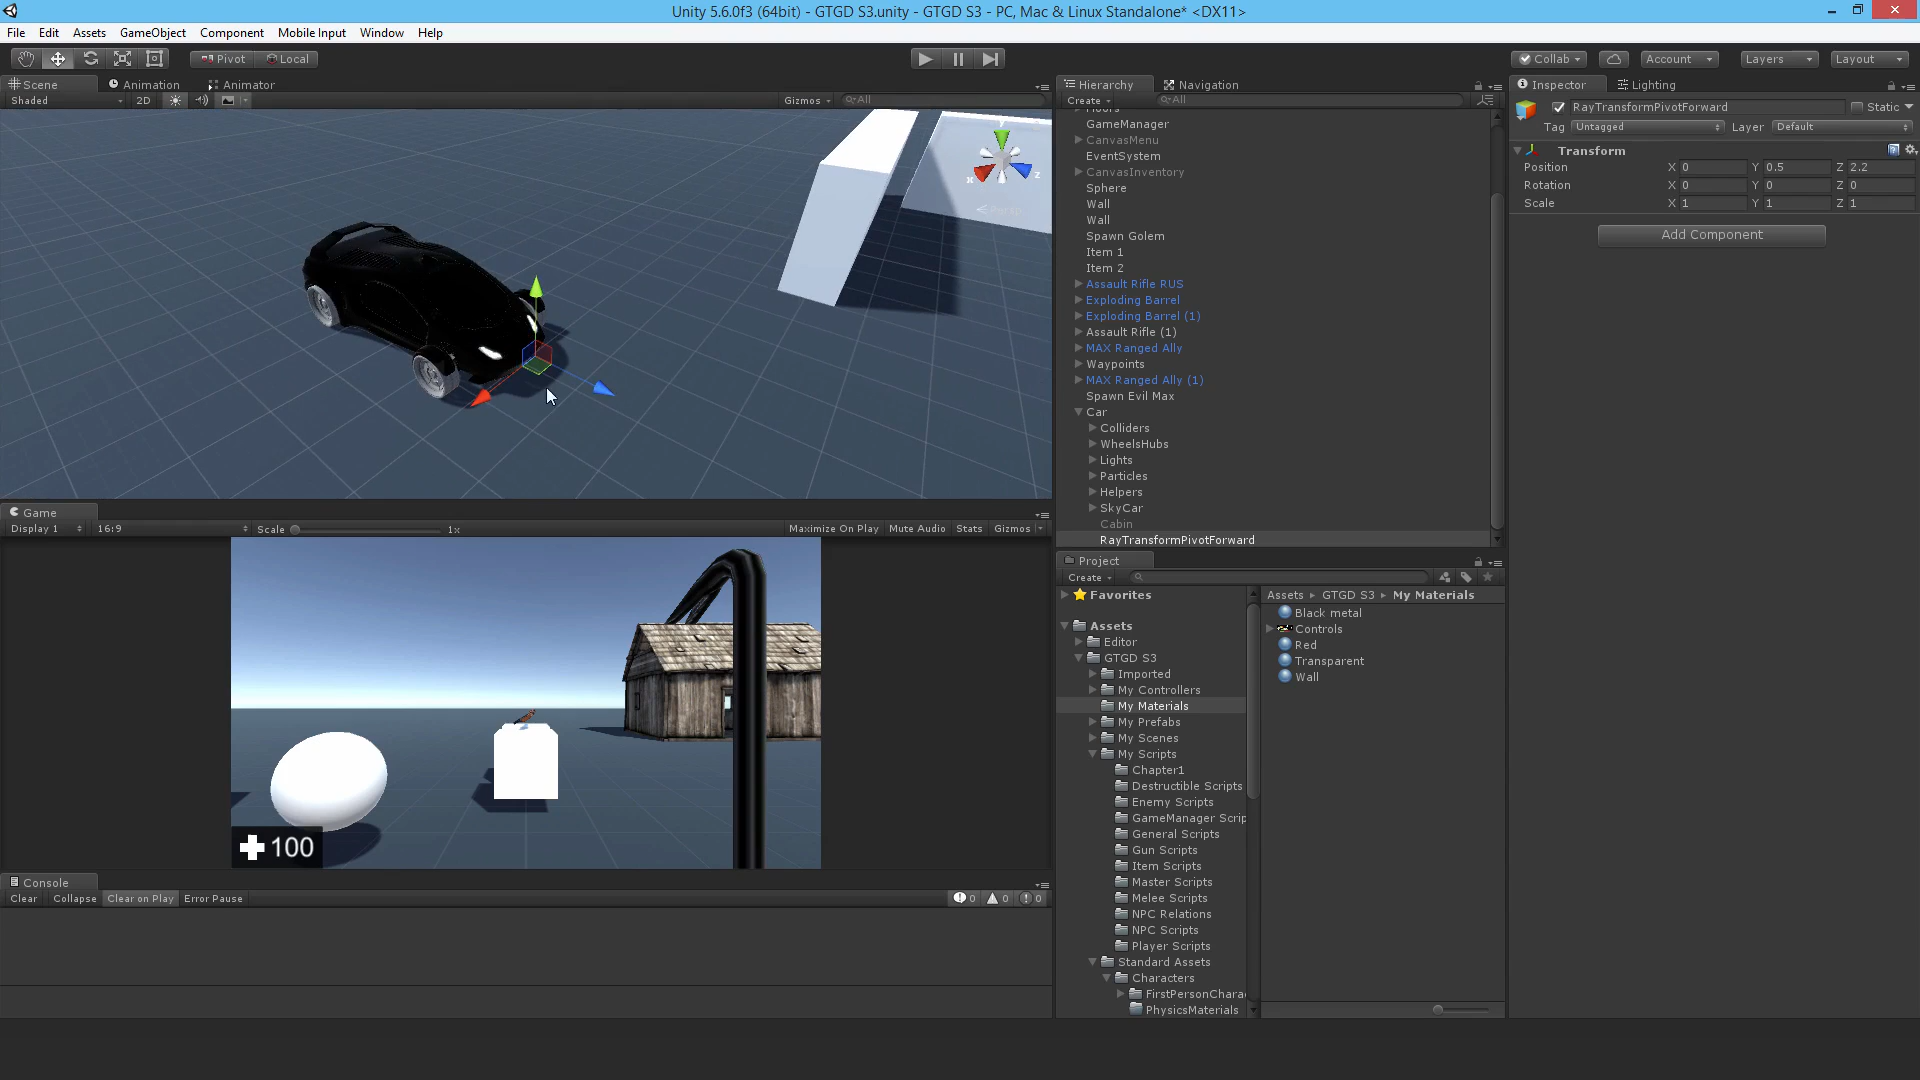 Unity 5.6.0f3 (64bit) - GTGD S3.unity - GTGD S3 - PC, Mac & Linux Standalone* <DX11>
File Edit Assets GameObject Component Mobile Input Window Help
Pivot Local Collab Account Layers Layout
Scene Animation Animator
Shaded 2D Gizmos All
x y z
Persp
Game
Display 1 16:9 Scale 1x Maximize On Play Mute Audio Stats Gizmos
100
Console
Clear Collapse Clear on Play Error Pause 0 0 0
Hierarchy Navigation
Create All
Floors
GameManager
CanvasMenu
EventSystem
CanvasInventory
Sphere
Wall
Wall
Spawn Golem
Item 1
Item 2
Assault Rifle RUS
Exploding Barrel
Exploding Barrel (1)
Assault Rifle (1)
MAX Ranged Ally
Waypoints
MAX Ranged Ally (1)
Spawn Evil Max
Car
Colliders
WheelsHubs
Lights
Particles
Helpers
SkyCar
Cabin
RayTransformPivotForward
Project
Create
Favorites
Assets
Editor
GTGD S3
Imported
My Controllers
My Materials
My Prefabs
My Scenes
My Scripts
Chapter1
Destructible Scripts
Enemy Scripts
GameManager Scrip
General Scripts
Gun Scripts
Item Scripts
Master Scripts
Melee Scripts
NPC Relations
NPC Scripts
Player Scripts
Standard Assets
Characters
FirstPersonChara
PhysicsMaterials
Assets GTGD S3 My Materials
Black metal
Controls
Red
Transparent
Wall
Inspector Lighting
RayTransformPivotForward Static
Tag Untagged Layer Default
Transform
Position X 0 Y 0.5 Z 2.2
Rotation X 0 Y 0 Z 0
Scale X 1 Y 1 Z 1
Add Component